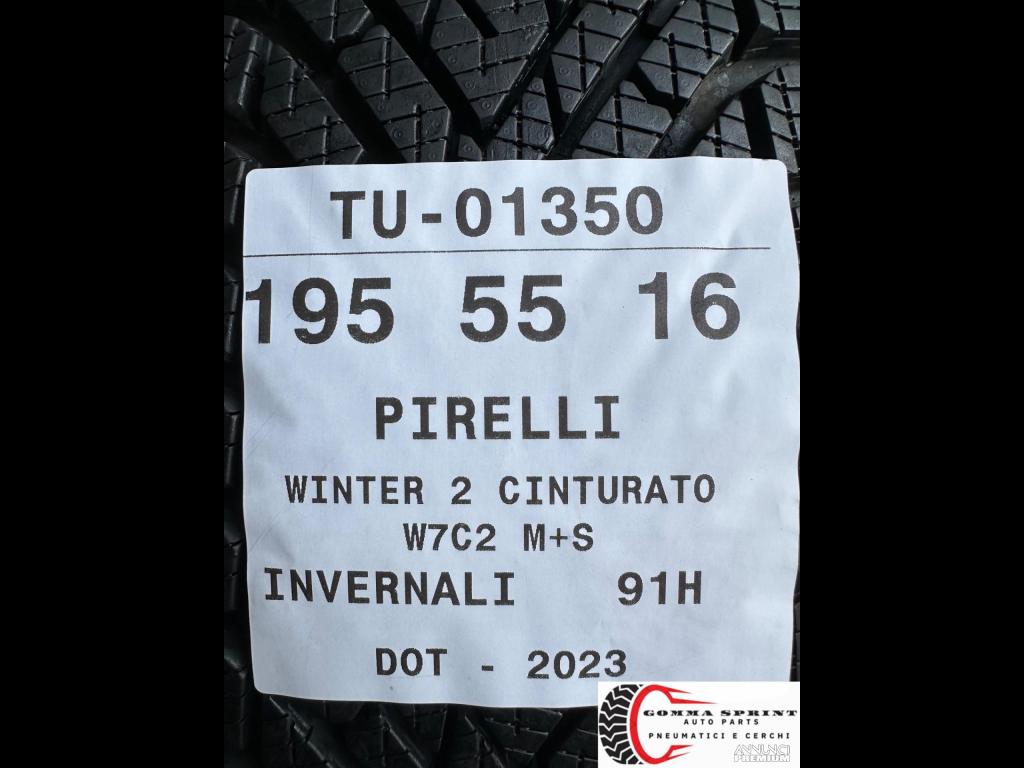 TU-01350
195 55 16
PIRELLI
WINTER 2 CINTURATO
W7C2 M+S
INVERNALI 91H
DOT - 2023
GOMMA SPRINT
AUTO PARTS
PNEUMATICI E CERCHI
ANNUNCI
PREMIUM